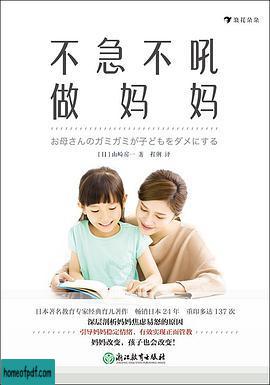 浪花朵朵
不急不吼
做妈妈
お母さんのガミガミが子どもをダメにする
[日]山崎房一 著 程俐 译
日本著名教育专家经典育儿著作 畅销日本24年 重印多达137次
深层剖析妈妈焦虑易怒的原因
引导妈妈稳定情绪，有效实现正面管教
妈妈改变，孩子也会改变！
浙江教育出版社
homeofpdf.com